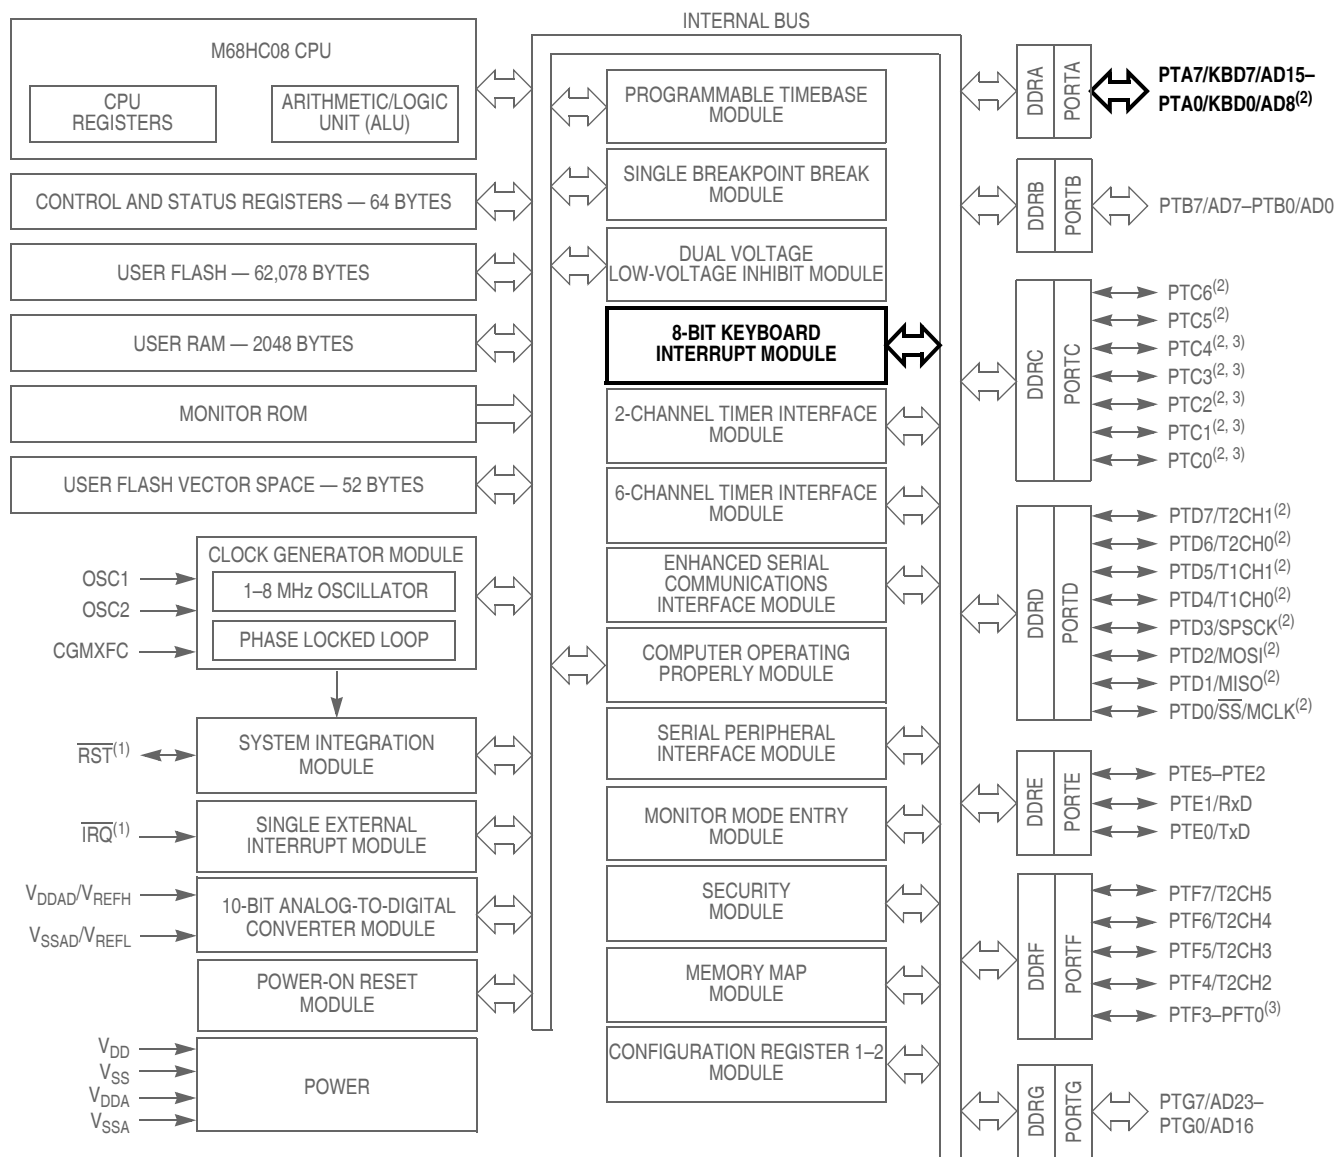 INTERNAL BUS
M68HC08 CPU
CPU
REGISTERS
ARITHMETIC/LOGIC
UNIT (ALU)
CONTROL AND STATUS REGISTERS — 64 BYTES
USER FLASH — 62,078 BYTES
USER RAM — 2048 BYTES
MONITOR ROM
USER FLASH VECTOR SPACE — 52 BYTES
CLOCK GENERATOR MODULE
1–8 MHz OSCILLATOR
PHASE LOCKED LOOP
OSC1
OSC2
CGMXFC
SYSTEM INTEGRATION
MODULE
RST(1)
SINGLE EXTERNAL
INTERRUPT MODULE
IRQ(1)
10-BIT ANALOG-TO-DIGITAL
CONVERTER MODULE
VDDAD/VREFH
VSSAD/VREFL
POWER-ON RESET
MODULE
POWER
VDD
VSS
VDDA
VSSA
PROGRAMMABLE TIMEBASE
MODULE
SINGLE BREAKPOINT BREAK
MODULE
DUAL VOLTAGE
LOW-VOLTAGE INHIBIT MODULE
8-BIT KEYBOARD
INTERRUPT MODULE
2-CHANNEL TIMER INTERFACE
MODULE
6-CHANNEL TIMER INTERFACE
MODULE
ENHANCED SERIAL
COMMUNICATIONS
INTERFACE MODULE
COMPUTER OPERATING
PROPERLY MODULE
SERIAL PERIPHERAL
INTERFACE MODULE
MONITOR MODE ENTRY
MODULE
SECURITY
MODULE
MEMORY MAP
MODULE
CONFIGURATION REGISTER 1–2
MODULE
DDRA
PORTA
PTA7/KBD7/AD15–
PTA0/KBD0/AD8(2)
DDRB
PORTB
PTB7/AD7–PTB0/AD0
DDRC
PORTC
PTC6(2)
PTC5(2)
PTC4(2, 3)
PTC3(2, 3)
PTC2(2, 3)
PTC1(2, 3)
PTC0(2, 3)
DDRD
PORTD
PTD7/T2CH1(2)
PTD6/T2CH0(2)
PTD5/T1CH1(2)
PTD4/T1CH0(2)
PTD3/SPSCK(2)
PTD2/MOSI(2)
PTD1/MISO(2)
PTD0/SS/MCLK(2)
DDRE
PORTE
PTE5–PTE2
PTE1/RxD
PTE0/TxD
DDRF
PORTF
PTF7/T2CH5
PTF6/T2CH4
PTF5/T2CH3
PTF4/T2CH2
PTF3–PFT0(3)
DDRG
PORTG
PTG7/AD23–
PTG0/AD16